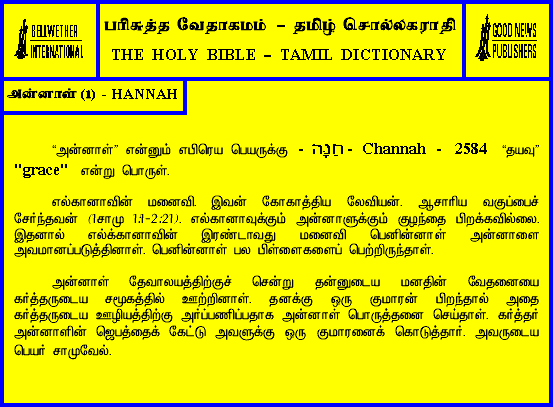 BELLWETHER
INTERNATIONAL
பரிசுத்த வேதாகமம் – தமிழ் சொல்லகராதி
THE HOLY BIBLE – TAMIL DICTIONARY
GOOD NEWS
PUBLISHERS
அன்னாள் (1) - HANNAH
“அன்னாள்” என்னும் எபிரெய பெயருக்கு - חַנָּה - Channah - 2584 “தயவு”
"grace" என்று பொருள்.
எல்கானாவின் மனைவி. இவன் கோகாத்திய லேவியன். ஆசாரிய வகுப்பைச்
சேர்ந்தவன் (1சாமு 1:1-2:21). எல்கானாவுக்கும் அன்னாளுக்கும் குழந்தை பிறக்கவில்லை.
இதனால் எல்க்கானாவின் இரண்டாவது மனைவி பெனின்னாள் அன்னாளை
அவமானப்படுத்தினாள். பெனின்னாள் பல பிள்ளைகளைப் பெற்றிருந்தாள்.
அன்னாள் தேவாலயத்திற்குச் சென்று தன்னுடைய மனதின் வேதனையை
கர்த்தருடைய சமூகத்தில் ஊற்றினாள். தனக்கு ஒரு குமாரன் பிறந்தால் அதை
கர்த்தருடைய ஊழியத்திற்கு அர்ப்பணிப்பதாக அன்னாள் பொருத்தனை செய்தாள். கர்த்தர்
அன்னாளின் ஜெபத்தைக் கேட்டு அவளுக்கு ஒரு குமாரனைக் கொடுத்தார். அவருடைய
பெயர் சாமுவேல்.